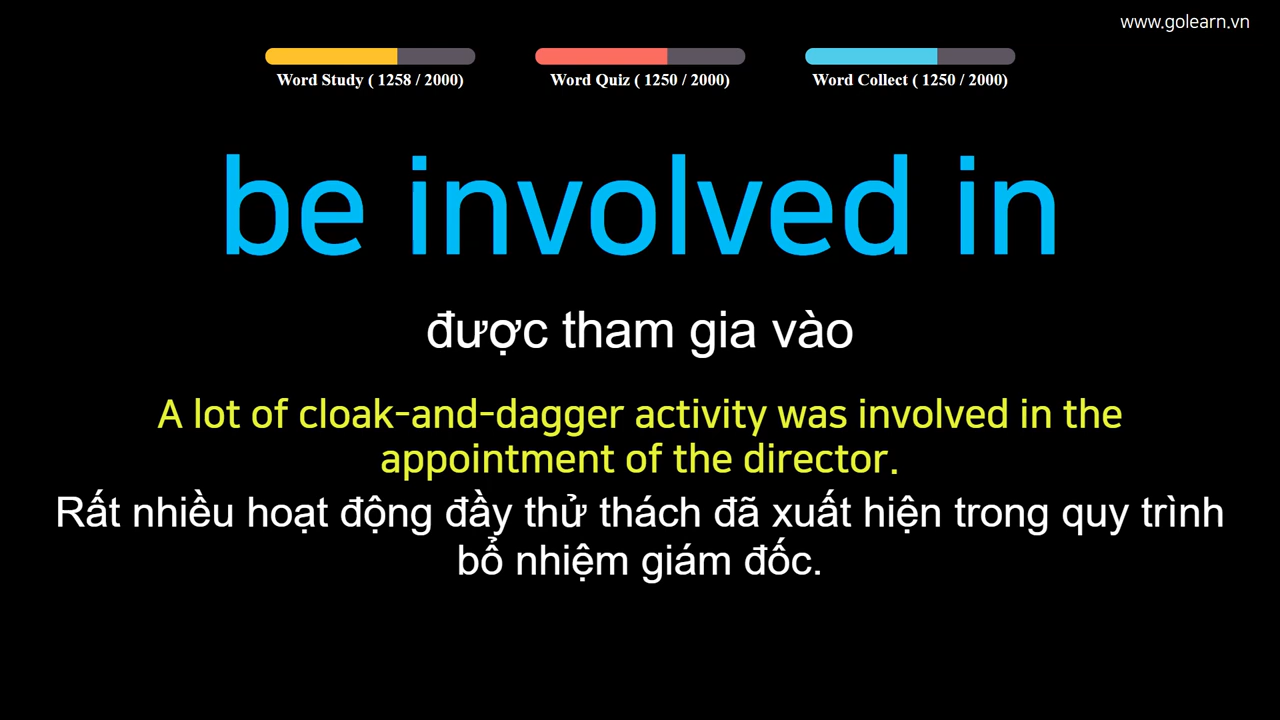 www.golearn.vn
Word Study ( 1258 / 2000)
Word Quiz ( 1250 / 2000)
Word Collect ( 1250 / 2000)
be involved in
được tham gia vào
A lot of cloak-and-dagger activity was involved in the
appointment of the director.
Rất nhiều hoạt động đầy thử thách đã xuất hiện trong quy trình
bổ nhiệm giám đốc.